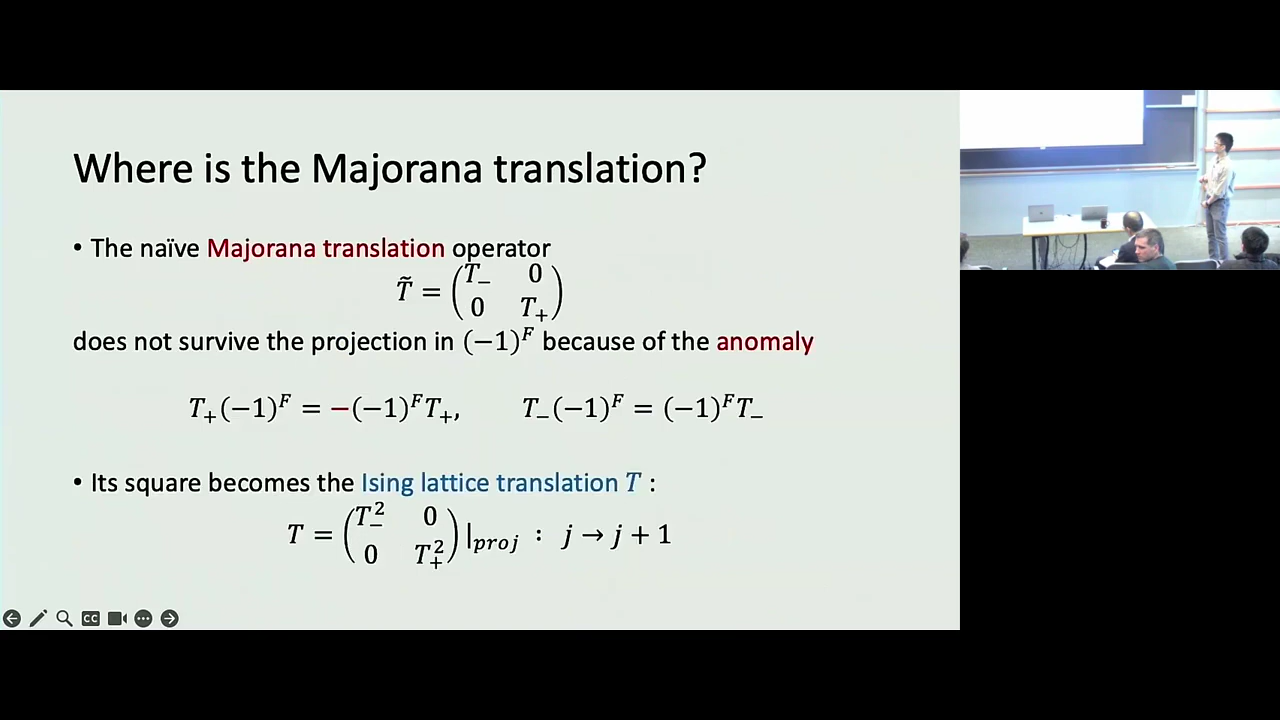 Where is the Majorana translation?
• The naïve Majorana translation operator
T̃ = (T₋ 0
0 T₊)
does not survive the projection in (−1)^F because of the anomaly
T₊(−1)^F = −(−1)^F T₊, T₋(−1)^F = (−1)^F T₋
• Its square becomes the Ising lattice translation T :
T = (T₋² 0
0 T₊²)|proj : j → j + 1
CC